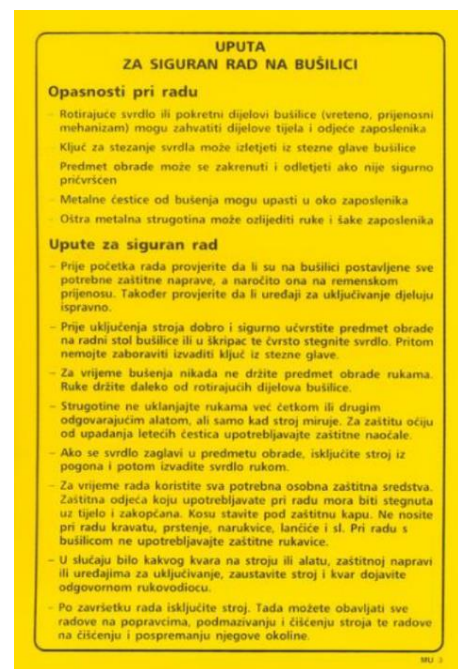 UPUTA
ZA SIGURAN RAD NA BUŠILICI
Opasnosti pri radu
- Rotirajuće svrdlo ili pokretni dijelovi bušilice (vreteno, prijenosni
mehanizam) mogu zahvatiti dijelove tijela i odjeće zaposlenika
- Ključ za stezanje svrdla može izletjeti iz stezne glave bušilice
- Predmet obrade može se zakrenuti i odletjeti ako nije sigurno
pričvršćen
- Metalne čestice od bušenja mogu upasti u oko zaposlenika
- Oštra metalna strugotina može ozlijediti ruke i šake zaposlenika
Upute za siguran rad
- Prije početka rada provjerite da li su na bušilici postavljene sve
potrebne zaštitne naprave, a naročito ona na remenskom
prijenosu. Također provjerite da li uređaji za uključivanje djeluju
ispravno.
- Prije uključenja stroja dobro i sigurno učvrstite predmet obrade
na radni stol bušilice ili u škripac te čvrsto stegnite svrdlo. Pritom
nemojte zaboraviti izvaditi ključ iz stezne glave.
- Za vrijeme bušenja nikada ne držite predmet obrade rukama.
Ruke držite daleko od rotirajućih dijelova bušilice.
- Strugotine ne uklanjajte rukama već četkom ili drugim
odgovarajućim alatom, ali samo kad stroj miruje. Za zaštitu očiju
od upadanja letećih čestica upotrebljavajte zaštitne naočale.
- Ako se svrdlo zaglavi u predmetu obrade, isključite stroj iz
pogona i potom izvadite svrdlo rukom.
- Za vrijeme rada koristite sva potrebna osobna zaštitna sredstva.
Zaštitna odjeća koju upotrebljavate pri radu mora biti stegnuta
uz tijelo i zakopčana. Kosu stavite pod zaštitnu kapu. Ne nosite
pri radu kravatu, prstenje, narukvice, lančiće i sl. Pri radu s
bušilicom ne upotrebljavajte zaštitne rukavice.
- U slučaju bilo kakvog kvara na stroju ili alatu, zaštitnoj napravi
ili uređajima za uključivanje, zaustavite stroj i kvar dojavite
odgovornom rukovodiocu.
- Po završetku rada isključite stroj. Tada možete obavljati sve
radove na popravcima, podmazivanju i čišćenju stroja te radove
na čišćenju i pospremanju njegove okoline.
MU 3